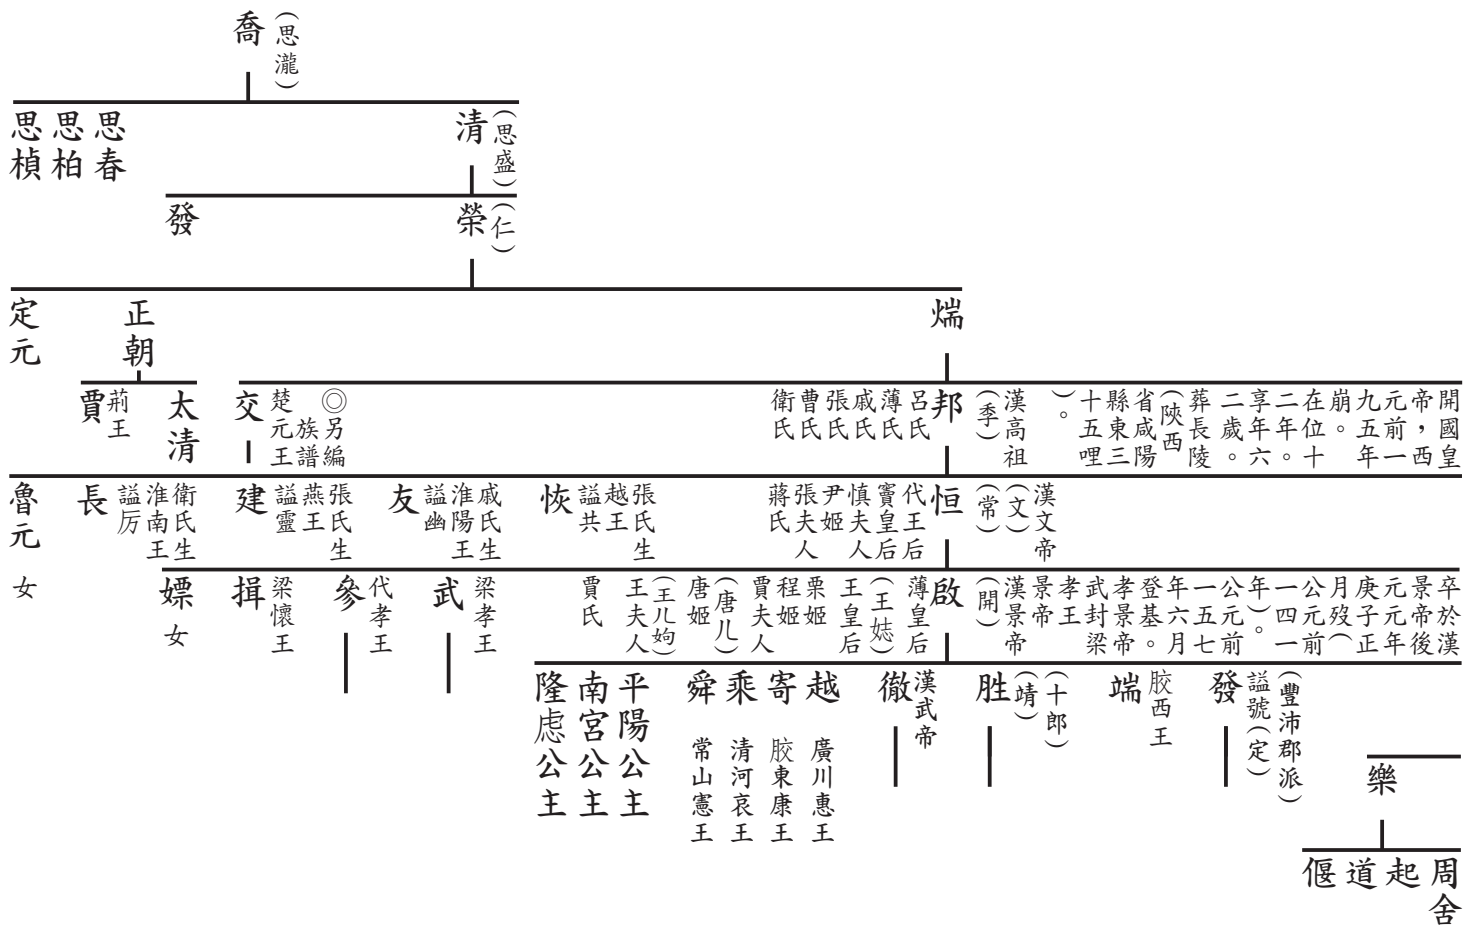 喬
(思瀧)
清
(思盛)
思春
思柏
思楨
榮
(仁)
發
煓
正朝
定元
開國皇
帝，西
元前一
九五年
崩。
在位十
二年。
享年六
二歲。
葬長陵
(陝西
省咸陽
縣東三
十五哩
)。
漢高祖
(季)
邦
呂氏
薄氏
戚氏
張氏
曹氏
衛氏
◎另編
族譜
楚元王
交
太清
荊王
賈
漢文帝
(文)
(常)
恒
代王后
竇皇后
慎夫人
尹姬
張夫人
蔣氏
張氏生
越王
謚共
恢
戚氏生
淮陽王
謚幽
友
張氏生
燕王
謚靈
建
衛氏生
淮南王
謚厉
長
魯元 女
卒於漢
景帝後
元元年
庚子正
月歿(
公元前
一四一
年)。
公元前
一五七
年六月
登基。
孝景帝
武封梁
孝王
景帝
漢景帝
(開)
啟
薄皇后
(王娡)
王皇后
栗姬
程姬
賈夫人
(唐儿)
唐姬
(王儿姁)
王夫人
賈氏
梁孝王
武
代孝王
參
梁懷王
揖
嫖 女
(豐沛郡派)
謚號(定)
發
胶西王
端
(十郎)
(靖)
胜
漢武帝
徹
越 廣川惠王
寄 胶東康王
乘 清河哀王
舜 常山憲王
平陽公主
南宮公主
隆虑公主
樂
周舍
起
道
偃